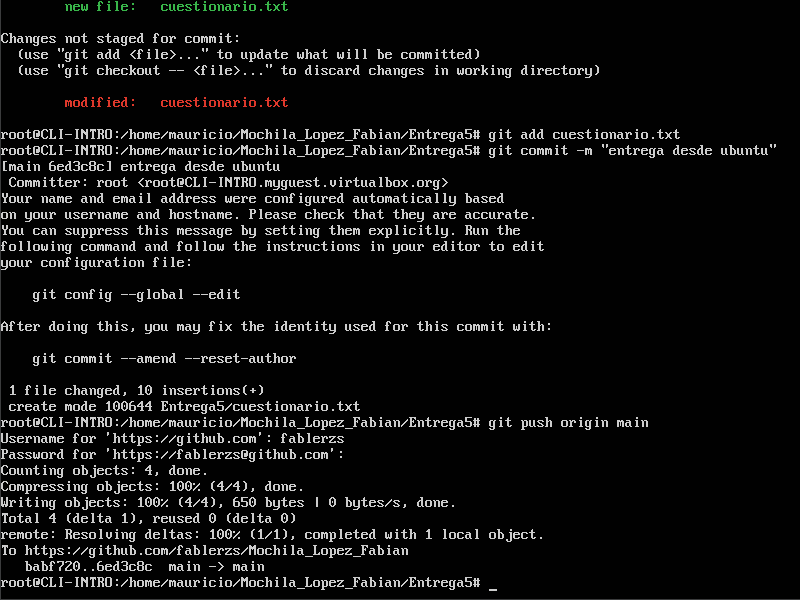 new file:   cuestionario.txt
Changes not staged for commit:
(use "git add <file>..." to update what will be committed)
(use "git checkout -- <file>..." to discard changes in working directory)
modified:   cuestionario.txt
root@CLI-INTRO:/home/mauricio/Mochila_Lopez_Fabian/Entrega5# git add cuestionario.txt
root@CLI-INTRO:/home/mauricio/Mochila_Lopez_Fabian/Entrega5# git commit -m "entrega desde ubuntu"
[main 6ed3c8c] entrega desde ubuntu
Committer: root <root@CLI-INTRO.myguest.virtualbox.org>
Your name and email address were configured automatically based
on your username and hostname. Please check that they are accurate.
You can suppress this message by setting them explicitly. Run the
following command and follow the instructions in your editor to edit
your configuration file:
git config --global --edit
After doing this, you may fix the identity used for this commit with:
git commit --amend --reset-author
1 file changed, 10 insertions(+)
create mode 100644 Entrega5/cuestionario.txt
root@CLI-INTRO:/home/mauricio/Mochila_Lopez_Fabian/Entrega5# git push origin main
Username for 'https://github.com': fablerzs
Password for 'https://fablerzs@github.com':
Counting objects: 4, done.
Compressing objects: 100% (4/4), done.
Writing objects: 100% (4/4), 650 bytes | 0 bytes/s, done.
Total 4 (delta 1), reused 0 (delta 0)
remote: Resolving deltas: 100% (1/1), completed with 1 local object.
To https://github.com/fablerzs/Mochila_Lopez_Fabian
babf720..6ed3c8c  main -> main
root@CLI-INTRO:/home/mauricio/Mochila_Lopez_Fabian/Entrega5# _